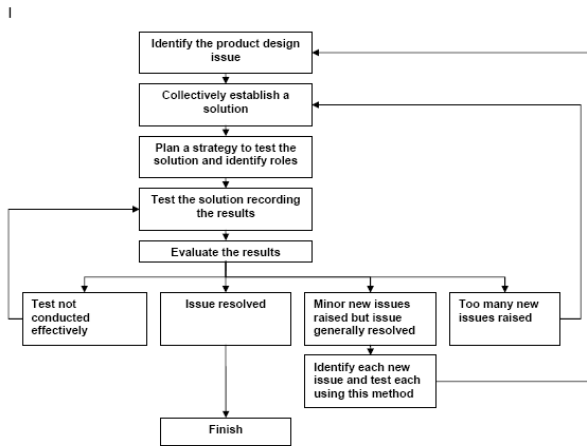 I
Identify the product design
issue
Collectively establish a
solution
Plan a strategy to test the
solution and identify roles
Test the solution recording
the results
Evaluate the results
Test not
conducted
effectively
Issue resolved
Minor new issues
raised but issue
generally resolved
Too many new
issues raised
Identify each new
issue and test each
using this method
Finish